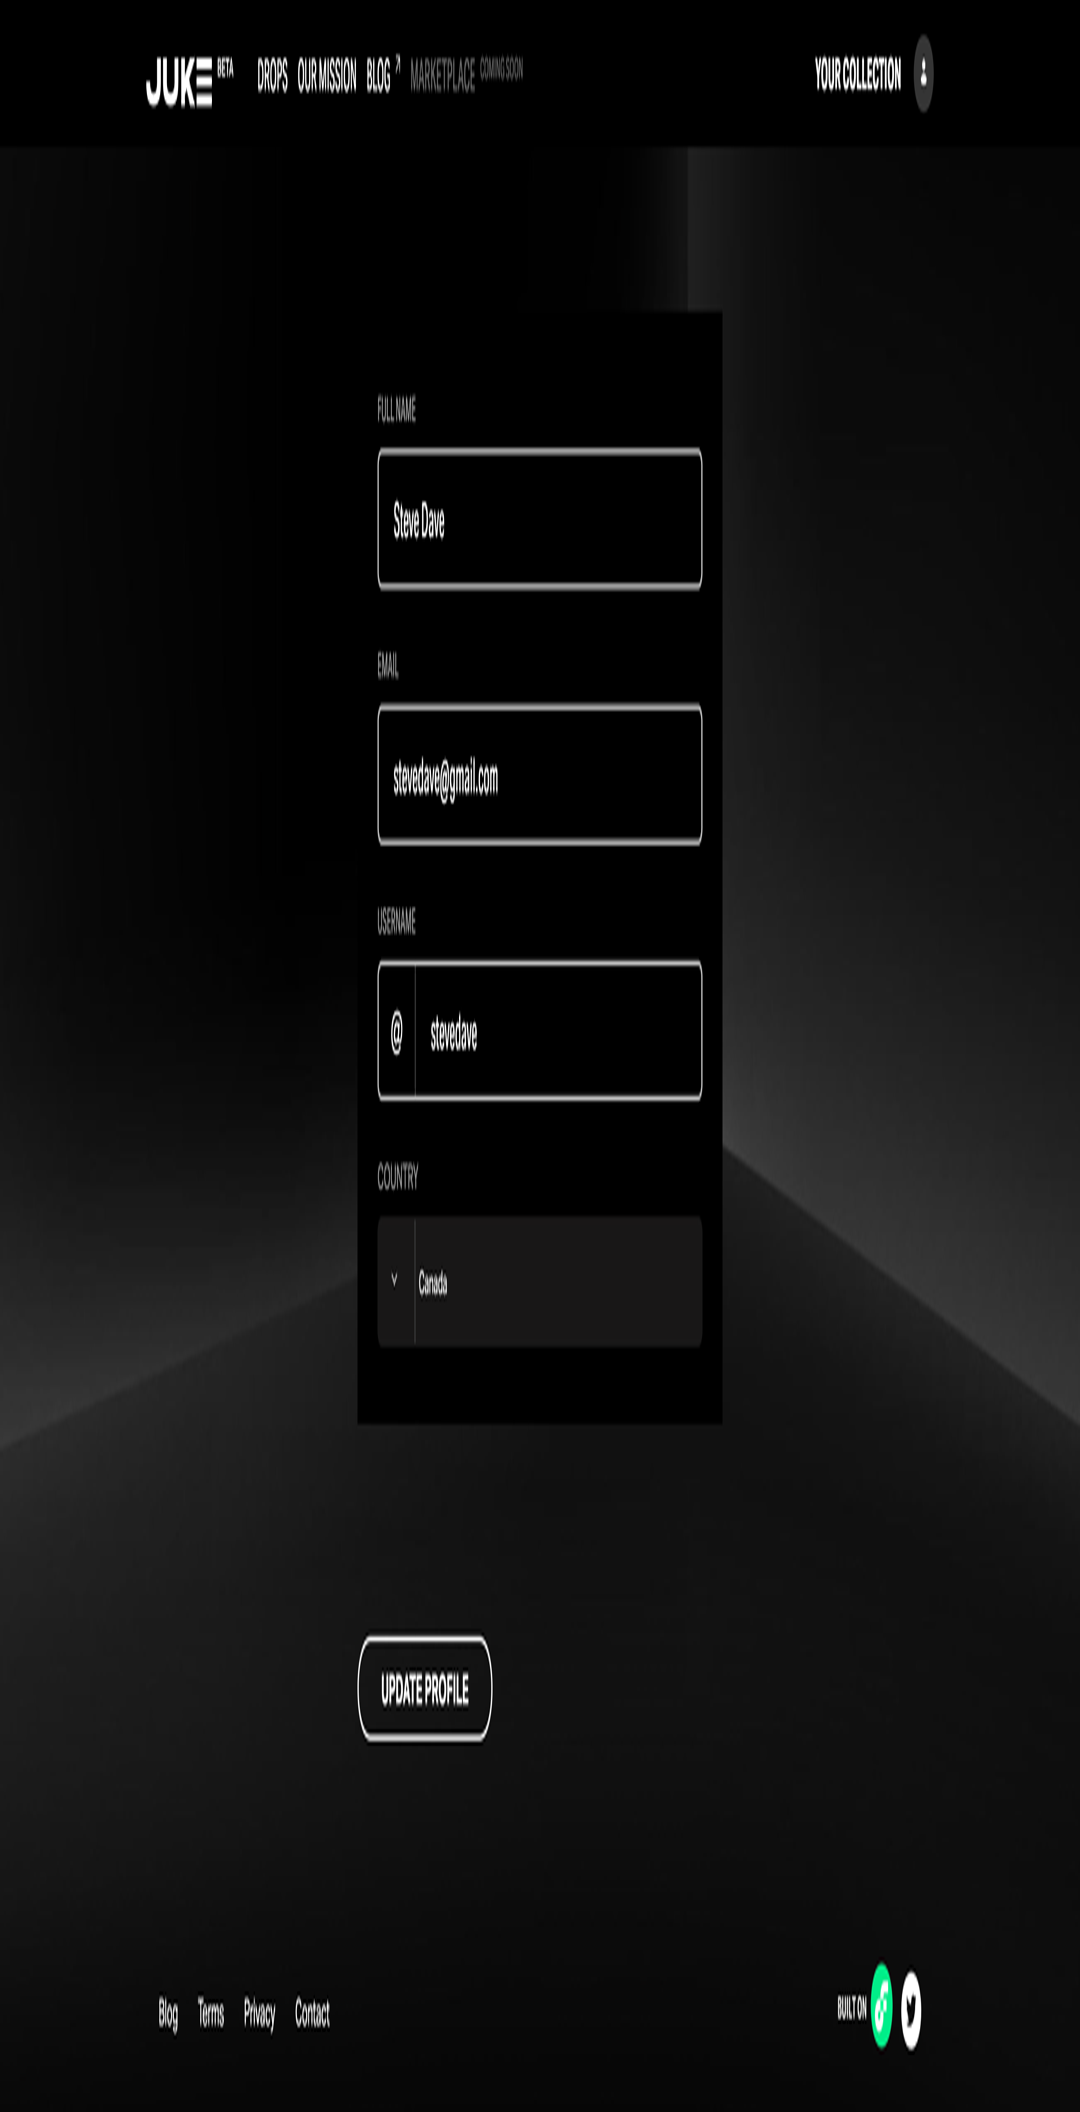 JUKE BETA DROPS OUR MISSION BLOG MARKETPLACE COMING SOON YOUR COLLECTION
FULL NAME
Steve Dave
EMAIL
stevedave@gmail.com
USERNAME
@ stevedave
COUNTRY
Canada
UPDATE PROFILE
Blog Terms Privacy Contact BUILT ON